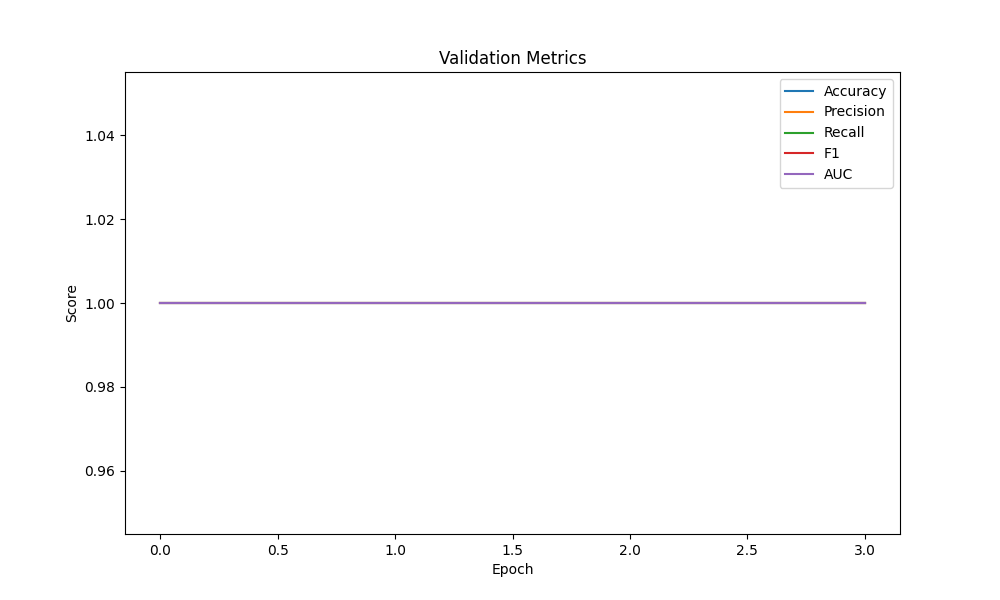 Validation Metrics
Accuracy
Precision
Recall
F1
AUC
1.04
1.02
1.00
0.98
0.96
Score
0.0 0.5 1.0 1.5 2.0 2.5 3.0
Epoch